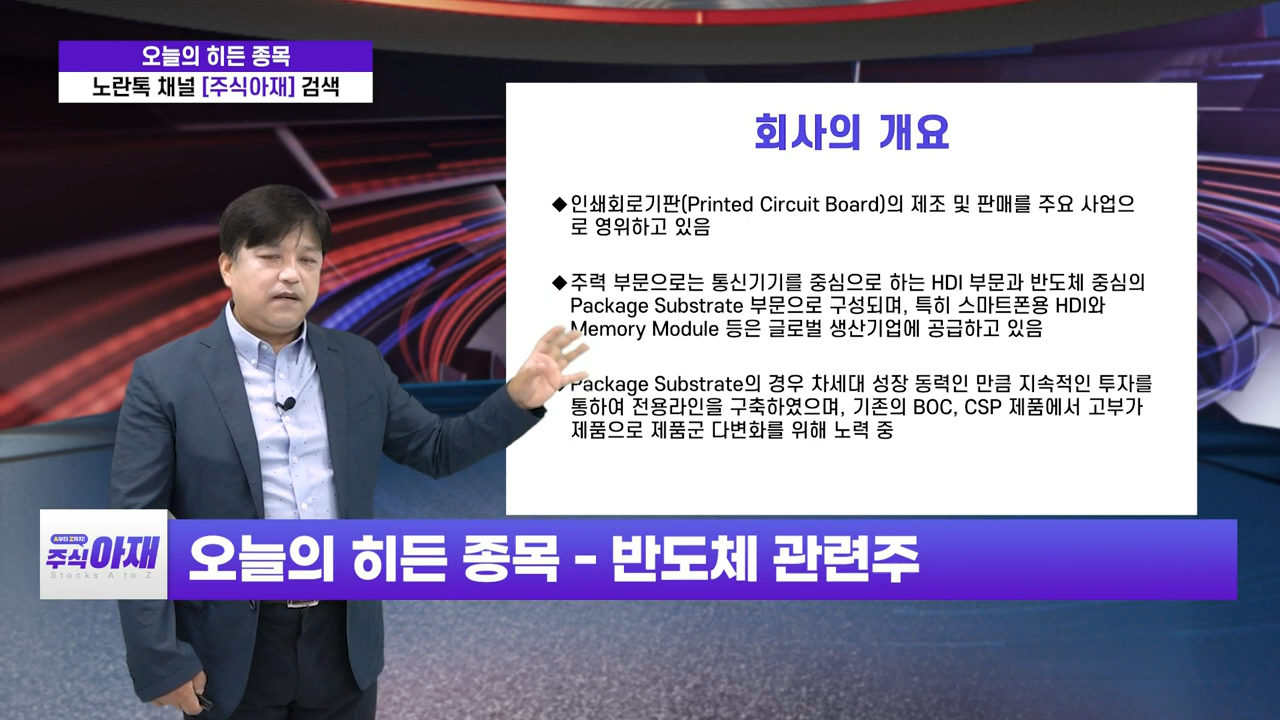 오늘의 히든 종목
노란톡 채널 [주식아재] 검색
회사의 개요
◆인쇄회로기판(Printed Circuit Board)의 제조 및 판매를 주요 사업으
로 영위하고 있음
◆주력 부문으로는 통신기기를 중심으로 하는 HDI 부문과 반도체 중심의
Package Substrate 부문으로 구성되며, 특히 스마트폰용 HDI와
Memory Module 등은 글로벌 생산기업에 공급하고 있음
Package Substrate의 경우 차세대 성장 동력인 만큼 지속적인 투자를
통하여 전용라인을 구축하였으며, 기존의 BOC, CSP 제품에서 고부가
제품으로 제품군 다변화를 위해 노력 중
A부터 Z까지!
주식아재
Stocks A to Z
오늘의 히든 종목 - 반도체 관련주